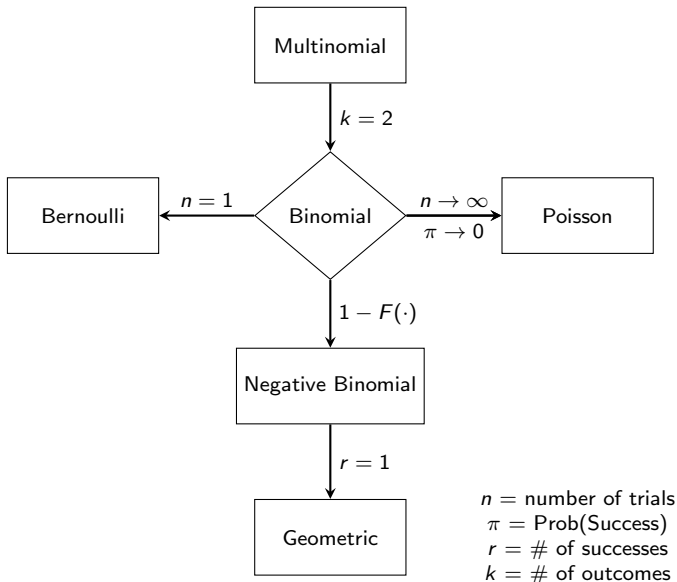 Multinomial
k = 2
Bernoulli
n = 1
Binomial
n → ∞
π → 0
Poisson
1 − F(·)
Negative Binomial
r = 1
Geometric
n = number of trials
π = Prob(Success)
r = # of successes
k = # of outcomes